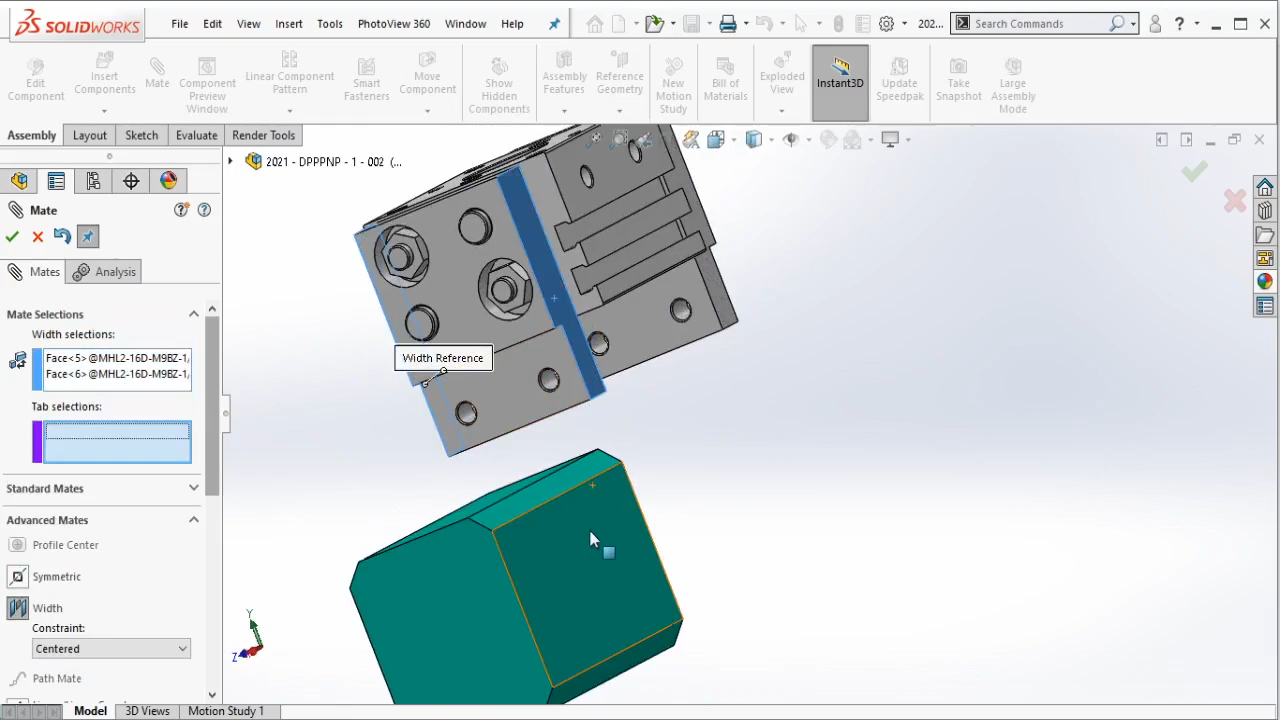 SOLIDWORKS
File Edit View Insert Tools PhotoView 360 Window Help
202...
Search Commands
Edit Component
Insert Components
Mate
Component Preview Window
Linear Component Pattern
Smart Fasteners
Move Component
Show Hidden Components
Assembly Features
Reference Geometry
New Motion Study
Bill of Materials
Exploded View
Instant3D
Update Speedpak
Take Snapshot
Large Assembly Mode
Assembly Layout Sketch Evaluate Render Tools
2021 - DPPPNP - 1 - 002 (...
Mate
Mates Analysis
Mate Selections
Width selections:
Face<5>@MHL2-16D-M9BZ-1/
Face<6>@MHL2-16D-M9BZ-1/
Tab selections:
Standard Mates
Advanced Mates
Profile Center
Symmetric
Width
Constraint:
Centered
Path Mate
Width Reference
Y
Z
Model 3D Views Motion Study 1